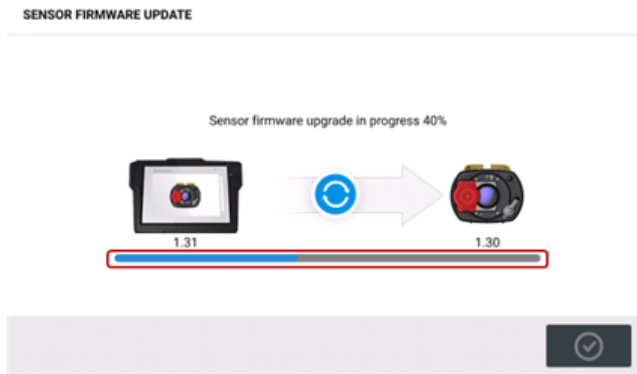 SENSOR FIRMWARE UPDATE
Sensor firmware upgrade in progress 40%
1.31
1.30